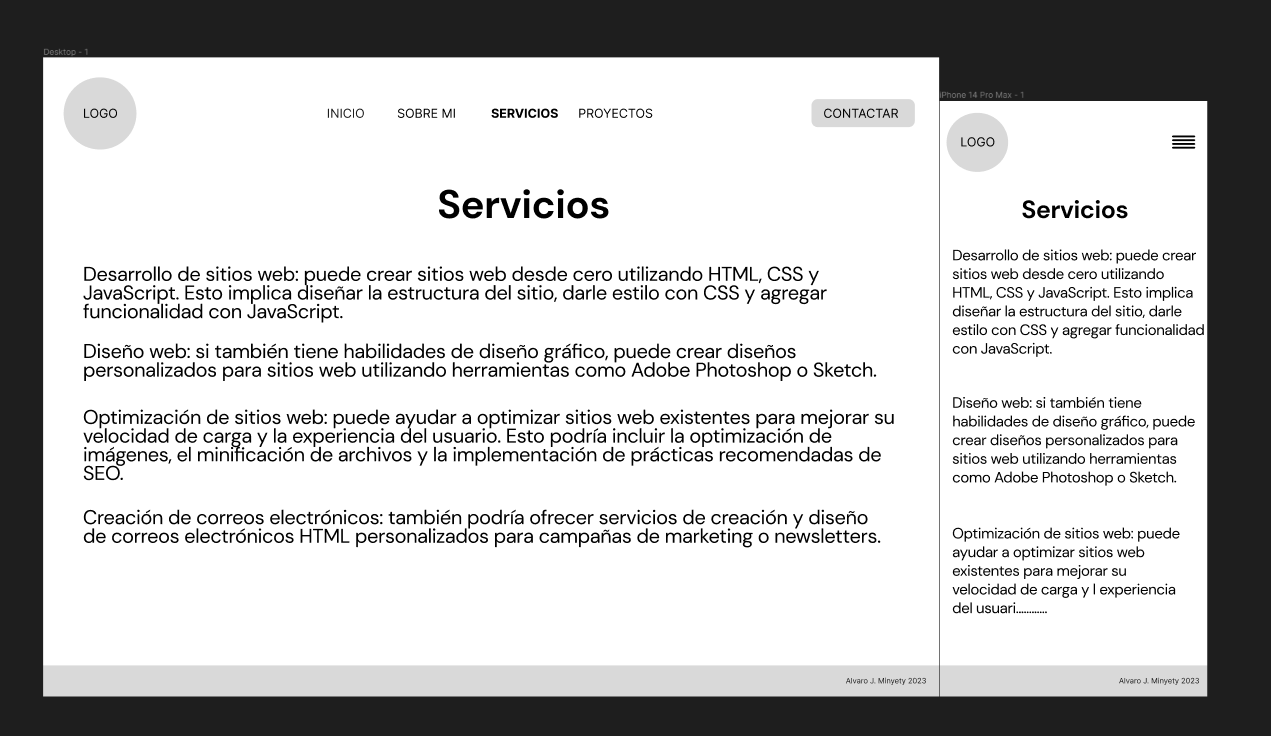 Desktop - 1
LOGO
INICIO
SOBRE MI
SERVICIOS
PROYECTOS
CONTACTAR
Servicios
Desarrollo de sitios web: puede crear sitios web desde cero utilizando HTML, CSS y
JavaScript. Esto implica diseñar la estructura del sitio, darle estilo con CSS y agregar
funcionalidad con JavaScript.
Diseño web: si también tiene habilidades de diseño gráfico, puede crear diseños
personalizados para sitios web utilizando herramientas como Adobe Photoshop o Sketch.
Optimización de sitios web: puede ayudar a optimizar sitios web existentes para mejorar su
velocidad de carga y la experiencia del usuario. Esto podría incluir la optimización de
imágenes, el minificación de archivos y la implementación de prácticas recomendadas de
SEO.
Creación de correos electrónicos: también podría ofrecer servicios de creación y diseño
de correos electrónicos HTML personalizados para campañas de marketing o newsletters.
Alvaro J. Minyety 2023
iPhone 14 Pro Max - 1
LOGO
Servicios
Desarrollo de sitios web: puede crear
sitios web desde cero utilizando
HTML, CSS y JavaScript. Esto implica
diseñar la estructura del sitio, darle
estilo con CSS y agregar funcionalidad
con JavaScript.
Diseño web: si también tiene
habilidades de diseño gráfico, puede
crear diseños personalizados para
sitios web utilizando herramientas
como Adobe Photoshop o Sketch.
Optimización de sitios web: puede
ayudar a optimizar sitios web
existentes para mejorar su
velocidad de carga y l experiencia
del usuari............
Alvaro J. Minyety 2023